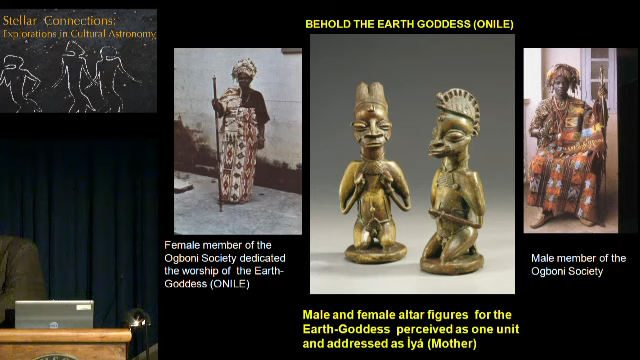 Stellar Connections:
Explorations in Cultural Astronomy
BEHOLD THE EARTH GODDESS (ONILE)
Female member of the
Ogboni Society dedicated
the worship of the Earth-
Goddess (ONILE)
Male member of the
Ogboni Society
Male and female altar figures for the
Earth-Goddess perceived as one unit
and addressed as Ìyá (Mother)